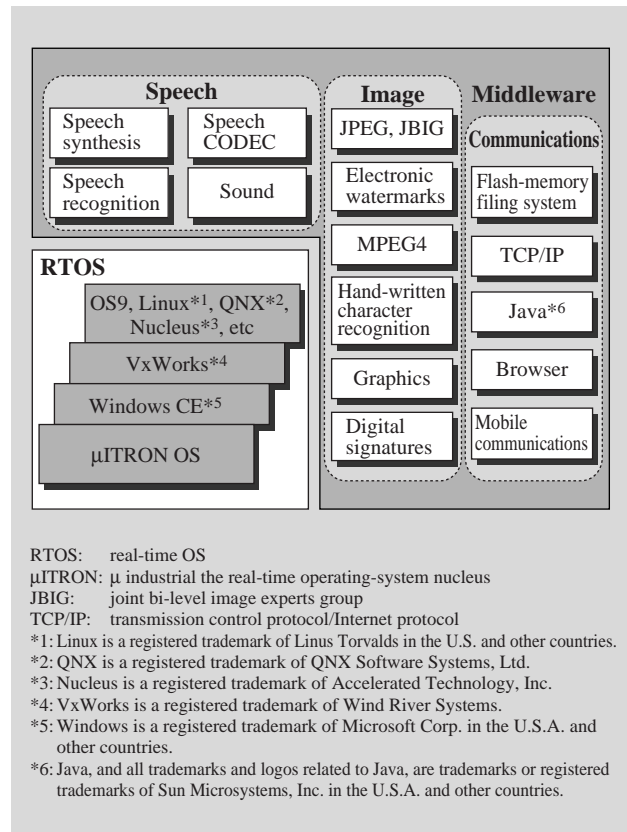 Speech
Speech
synthesis
Speech
CODEC
Speech
recognition
Sound
Image
JPEG, JBIG
Electronic
watermarks
MPEG4
Hand-written
character
recognition
Graphics
Digital
signatures
Middleware
Communications
Flash-memory
filing system
TCP/IP
Java*6
Browser
Mobile
communications
RTOS
OS9, Linux*1, QNX*2,
Nucleus*3, etc
VxWorks*4
Windows CE*5
µITRON OS
RTOS: real-time OS
µITRON: µ industrial the real-time operating-system nucleus
JBIG: joint bi-level image experts group
TCP/IP: transmission control protocol/Internet protocol
*1: Linux is a registered trademark of Linus Torvalds in the U.S. and other countries.
*2: QNX is a registered trademark of QNX Software Systems, Ltd.
*3: Nucleus is a registered trademark of Accelerated Technology, Inc.
*4: VxWorks is a registered trademark of Wind River Systems.
*5: Windows is a registered trademark of Microsoft Corp. in the U.S.A. and
other countries.
*6: Java, and all trademarks and logos related to Java, are trademarks or registered
trademarks of Sun Microsystems, Inc. in the U.S.A. and other countries.